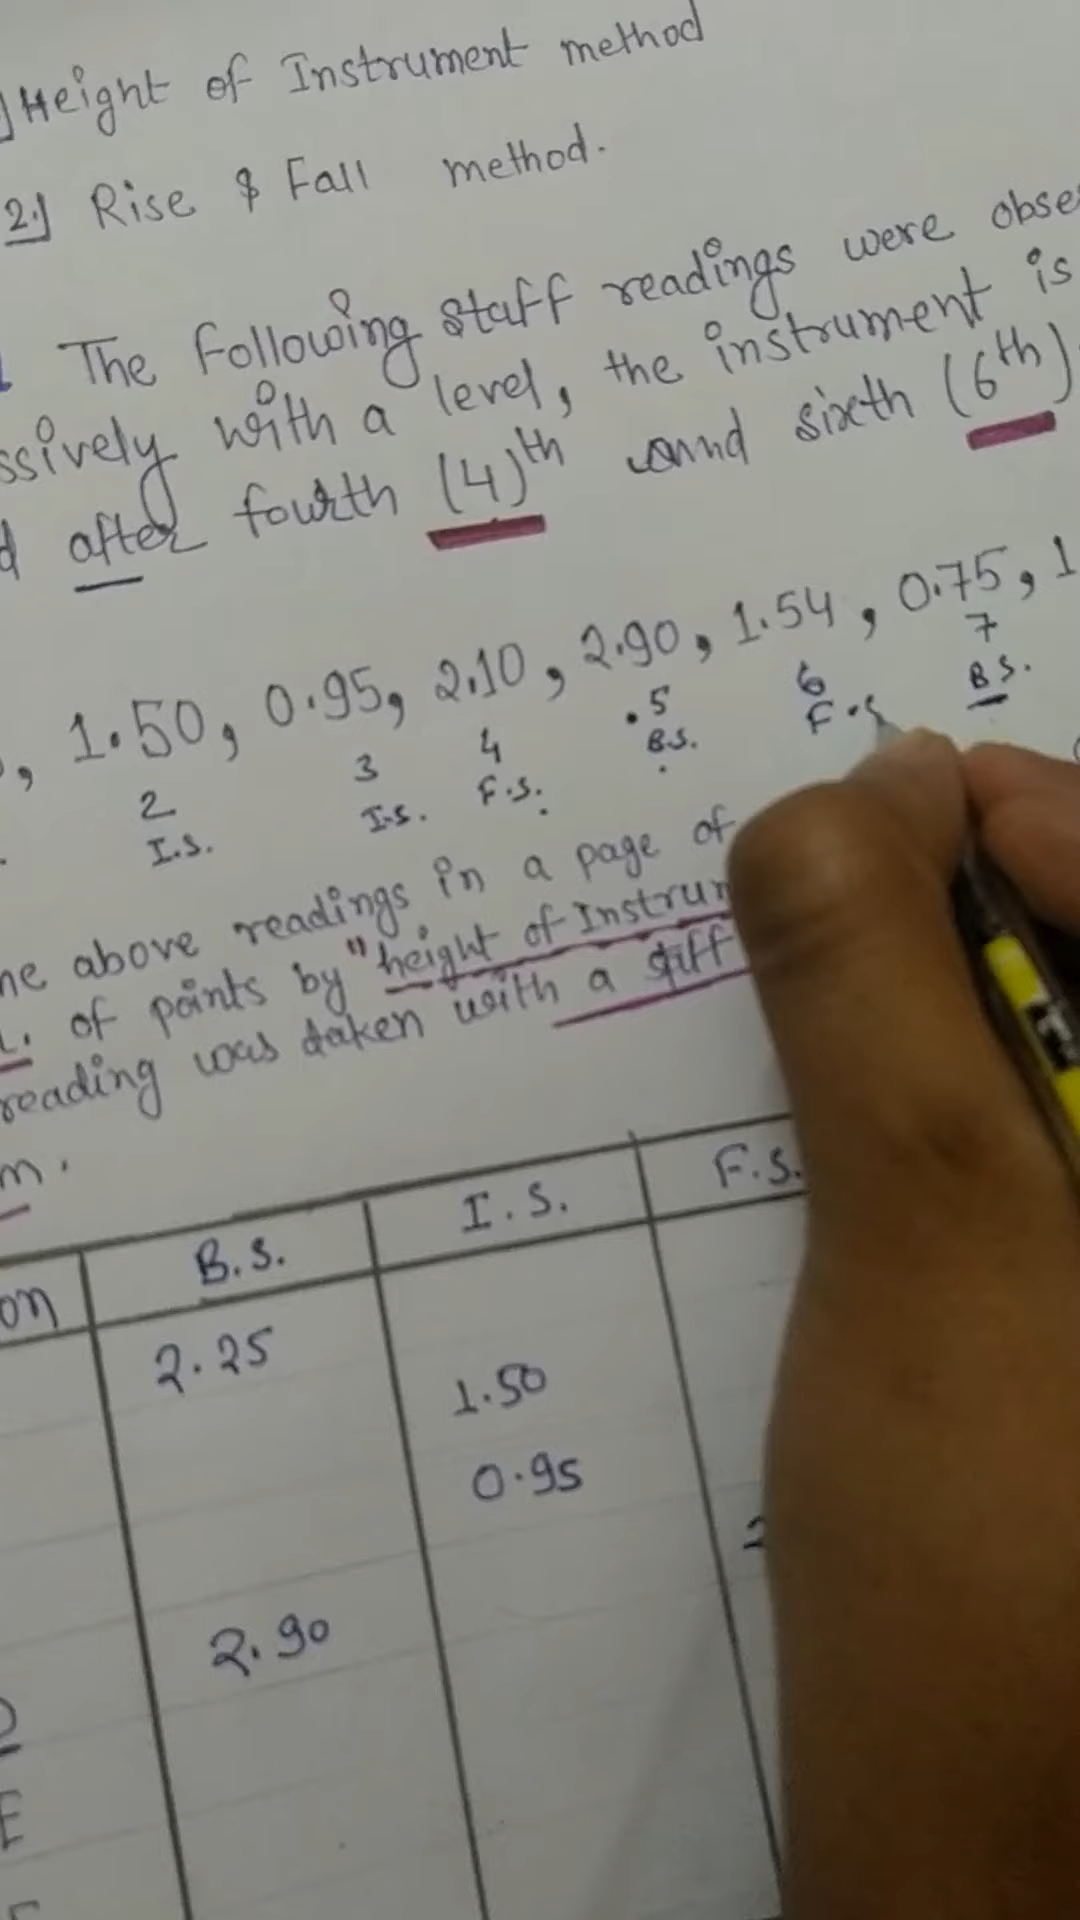 Height of Instrument method
2.] Rise & Fall method.
The following staff readings were obse
ssively with a level, the instrument is
d after fourth (4)th and sixth (6th)
, 1.50, 0.95, 2.10, 2.90, 1.54, 0.75, 1
2 3 4 .5 6 7
I.S. I.S. F.S. B.S. F.S B.S.
he above readings in a page of
L. of points by "height of Instrum
reading was taken with a staff
m.
on B.S. I.S. F.S.
2.25
1.50
0.95
2
2.90
D
E
F